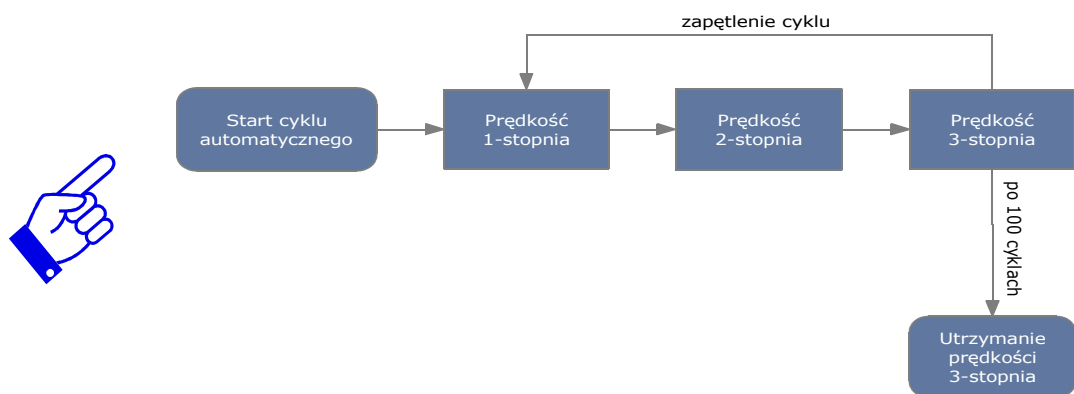 zapętlenie cyklu
Start cyklu
automatycznego
Prędkość
1-stopnia
Prędkość
2-stopnia
Prędkość
3-stopnia
po 100 cyklach
Utrzymanie
prędkości
3-stopnia